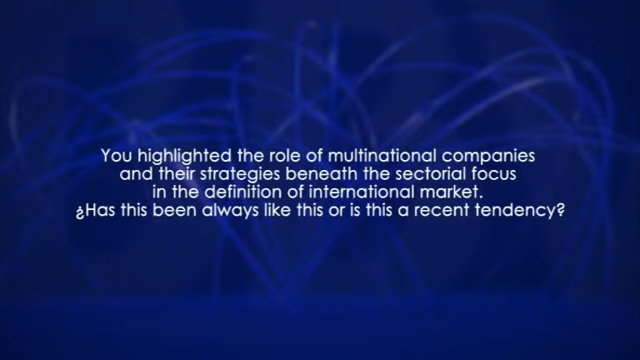 You highlighted the role of multinational companies
and their strategies beneath the sectorial focus
in the definition of international market.
¿Has this been always like this or is this a recent tendency?